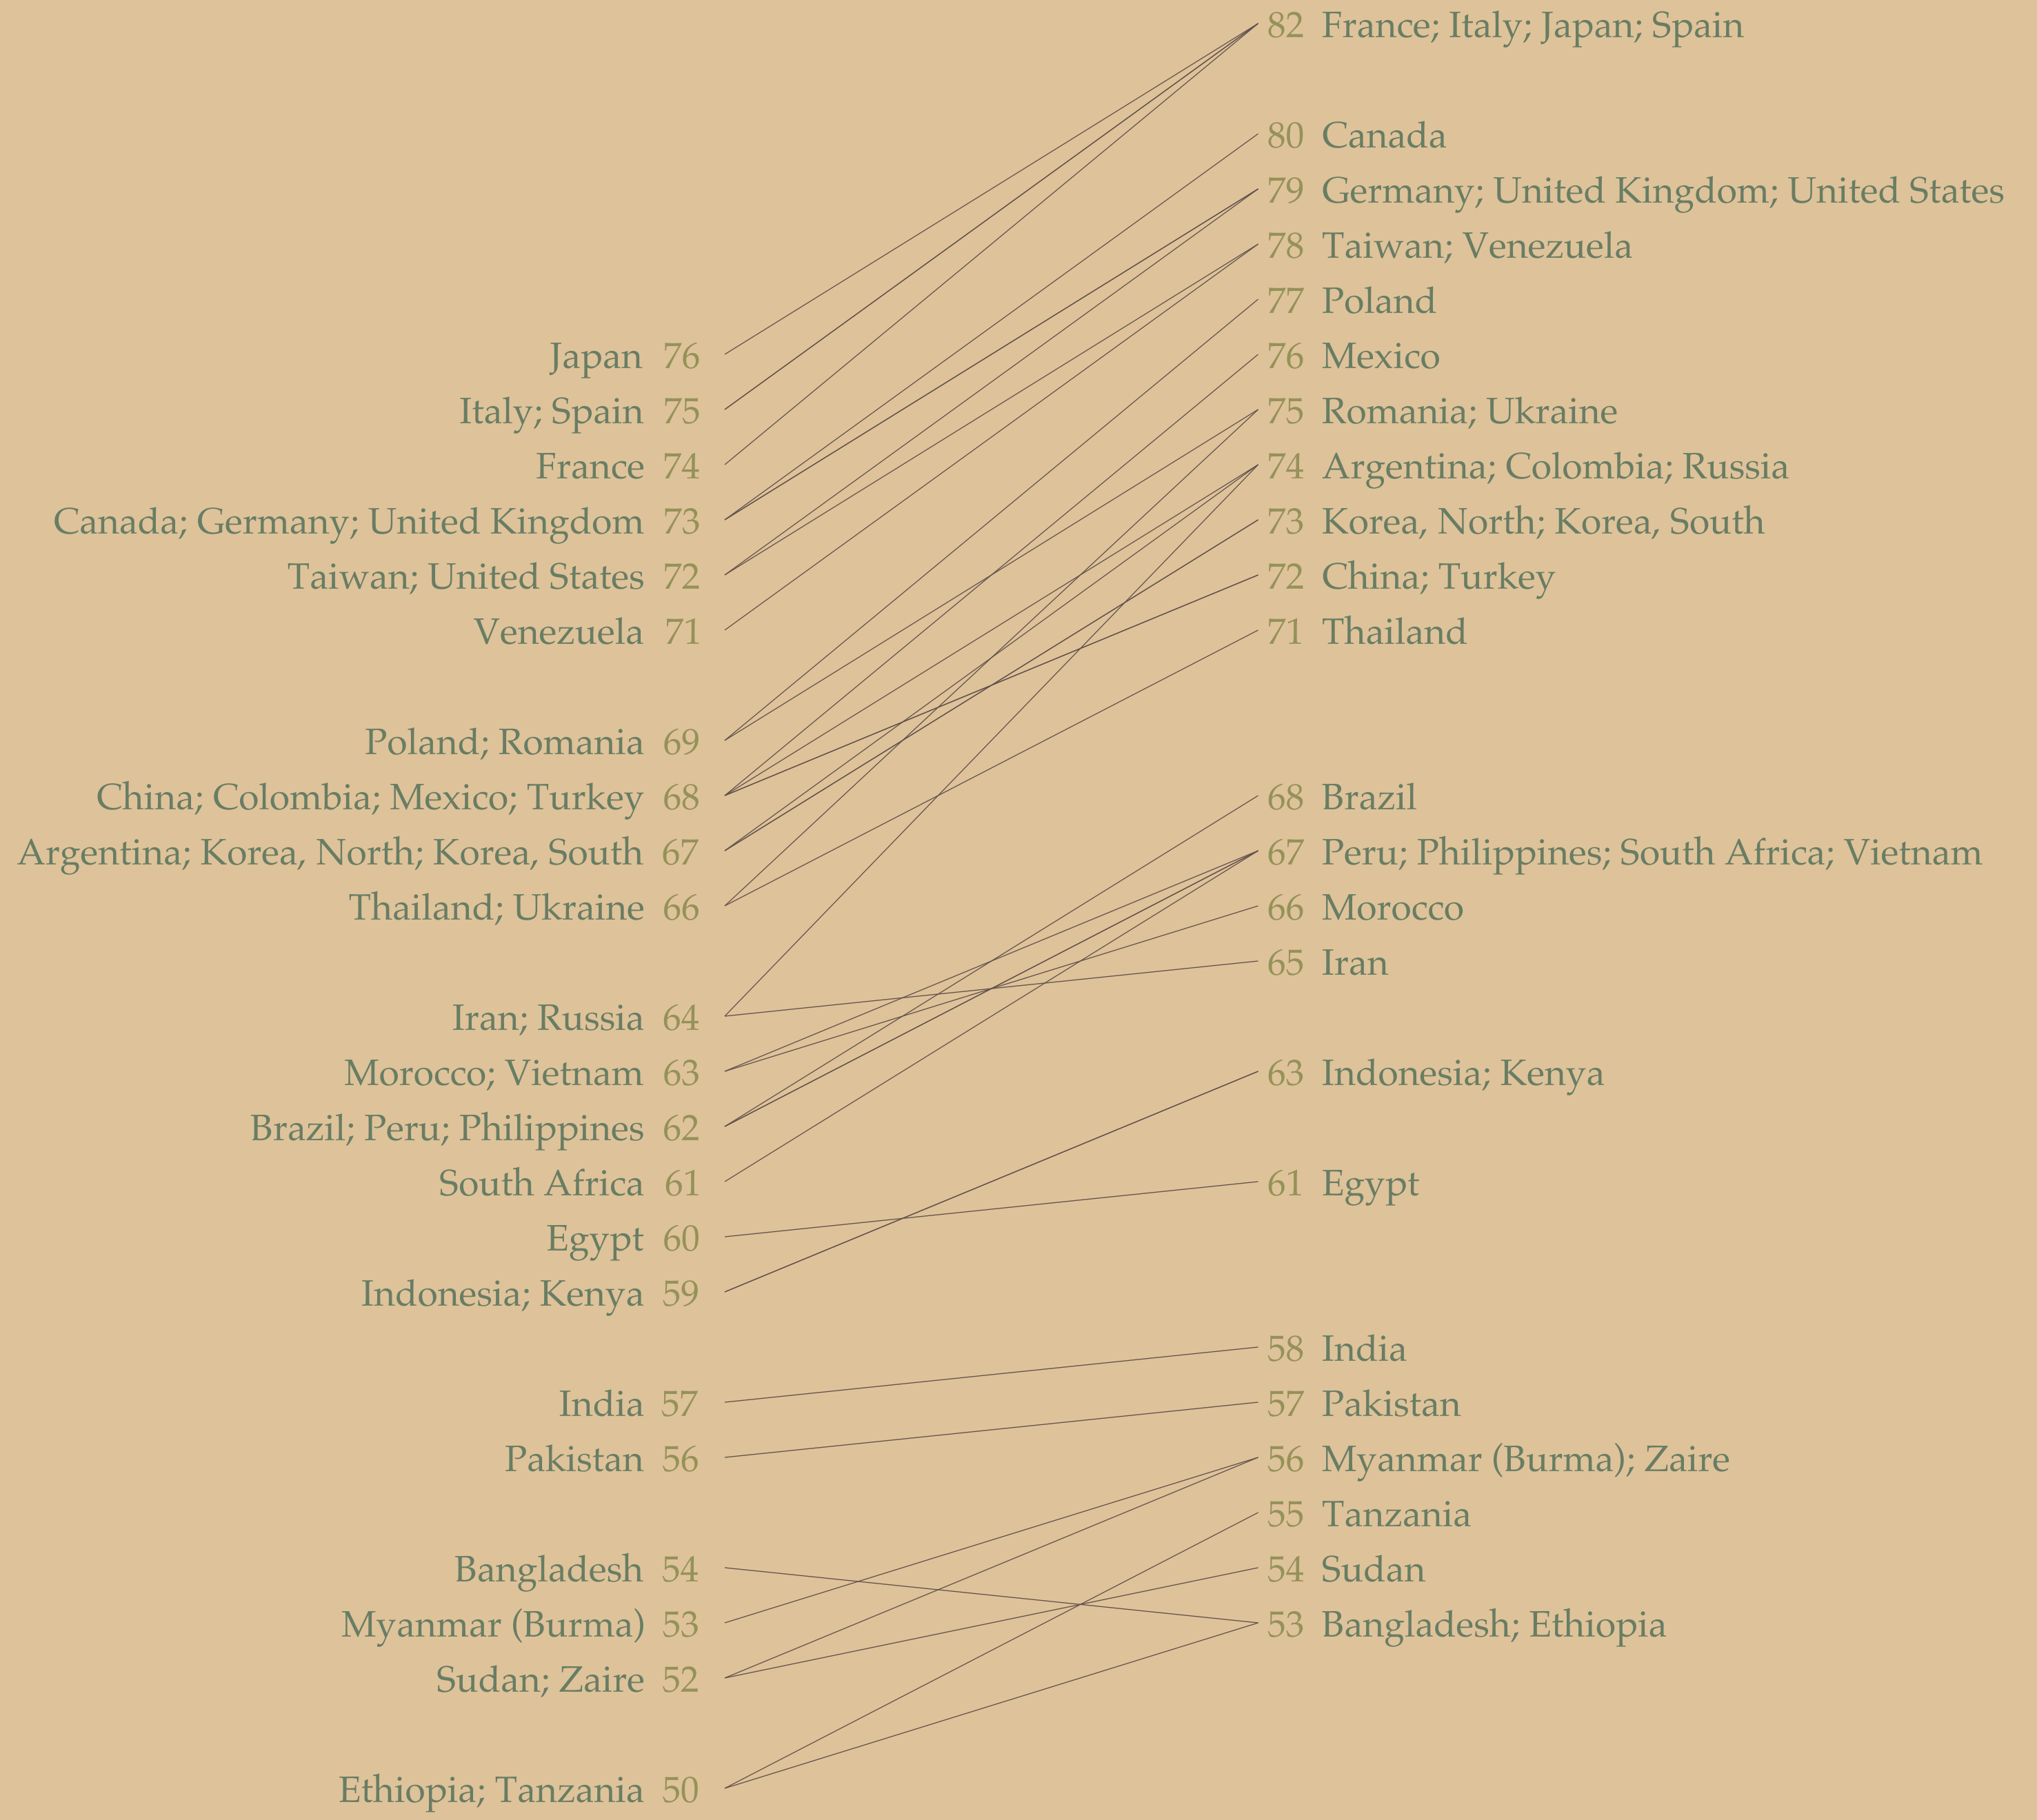 82 France; Italy; Japan; Spain
80 Canada
79 Germany; United Kingdom; United States
78 Taiwan; Venezuela
77 Poland
Japan 76
76 Mexico
Italy; Spain 75
75 Romania; Ukraine
France 74
74 Argentina; Colombia; Russia
Canada; Germany; United Kingdom 73
73 Korea, North; Korea, South
Taiwan; United States 72
72 China; Turkey
Venezuela 71
71 Thailand
Poland; Romania 69
China; Colombia; Mexico; Turkey 68
68 Brazil
Argentina; Korea, North; Korea, South 67
67 Peru; Philippines; South Africa; Vietnam
Thailand; Ukraine 66
66 Morocco
65 Iran
Iran; Russia 64
Morocco; Vietnam 63
63 Indonesia; Kenya
Brazil; Peru; Philippines 62
South Africa 61
61 Egypt
Egypt 60
Indonesia; Kenya 59
58 India
India 57
57 Pakistan
Pakistan 56
56 Myanmar (Burma); Zaire
55 Tanzania
Bangladesh 54
54 Sudan
Myanmar (Burma) 53
53 Bangladesh; Ethiopia
Sudan; Zaire 52
Ethiopia; Tanzania 50